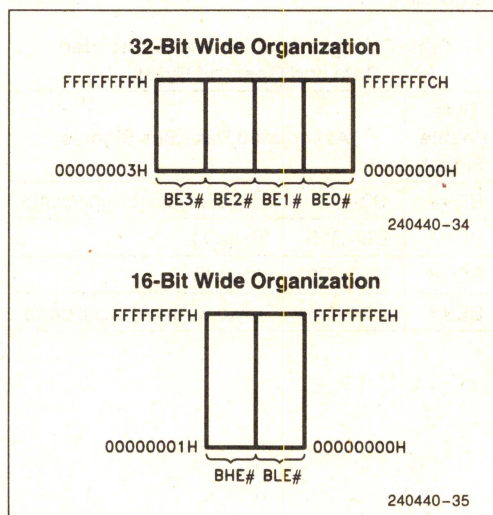 32-Bit Wide Organization
FFFFFFFFH FFFFFFFCH
00000003H 00000000H
BE3# BE2# BE1# BE0#
240440-34
16-Bit Wide Organization
FFFFFFFFH FFFFFFFEH
00000001H 00000000H
BHE# BLE#
240440-35